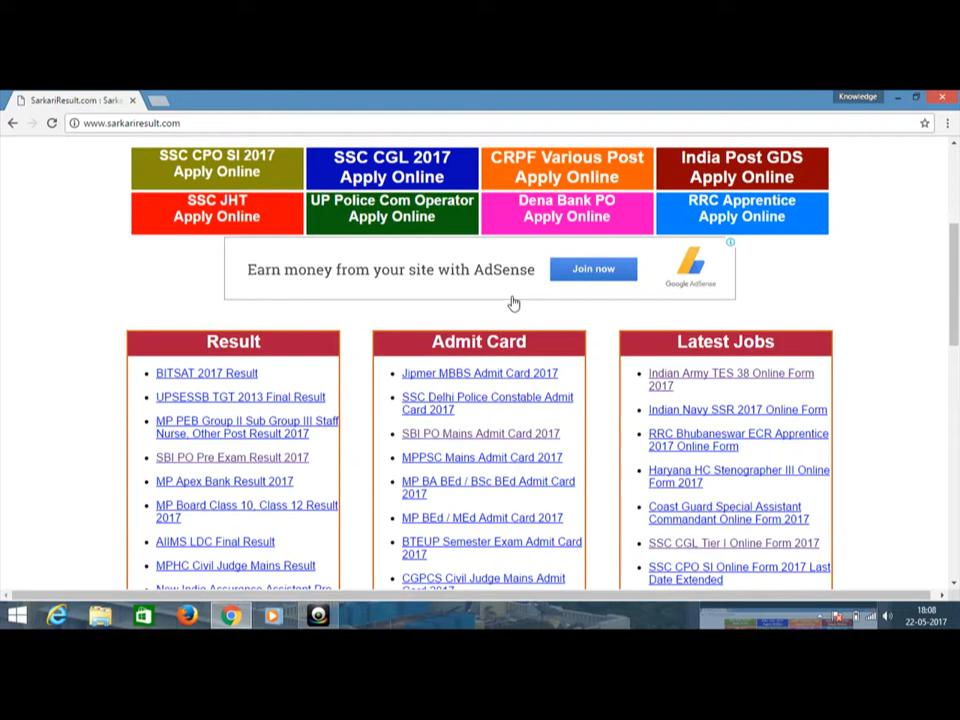 SarkariResult.com : Sarka
Knowledge
www.sarkariresult.com
SSC CPO SI 2017
Apply Online
SSC CGL 2017
Apply Online
CRPF Various Post
Apply Online
India Post GDS
Apply Online
SSC JHT
Apply Online
UP Police Com Operator
Apply Online
Dena Bank PO
Apply Online
RRC Apprentice
Apply Online
Earn money from your site with AdSense
Join now
Google AdSense
Result
BITSAT 2017 Result
UPSESSB TGT 2013 Final Result
MP PEB Group II Sub Group III Staff
Nurse, Other Post Result 2017
SBI PO Pre Exam Result 2017
MP Apex Bank Result 2017
MP Board Class 10, Class 12 Result
2017
AIIMS LDC Final Result
MPHC Civil Judge Mains Result
New India Assurance Assistant Pre
Admit Card
Jipmer MBBS Admit Card 2017
SSC Delhi Police Constable Admit
Card 2017
SBI PO Mains Admit Card 2017
MPPSC Mains Admit Card 2017
MP BA BEd / BSc BEd Admit Card
2017
MP BEd / MEd Admit Card 2017
BTEUP Semester Exam Admit Card
2017
CGPCS Civil Judge Mains Admit
Latest Jobs
Indian Army TES 38 Online Form
2017
Indian Navy SSR 2017 Online Form
RRC Bhubaneswar ECR Apprentice
2017 Online Form
Haryana HC Stenographer III Online
Form 2017
Coast Guard Special Assistant
Commandant Online Form 2017
SSC CGL Tier I Online Form 2017
SSC CPO SI Online Form 2017 Last
Date Extended
18:08
22-05-2017